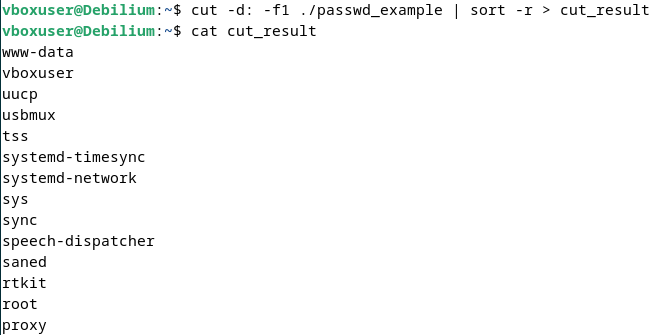 vboxuser@Debilium:~$ cut -d: -f1 ./passwd_example | sort -r > cut_result
vboxuser@Debilium:~$ cat cut_result
www-data
vboxuser
uucp
usbmux
tss
systemd-timesync
systemd-network
sys
sync
speech-dispatcher
saned
rtkit
root
proxy